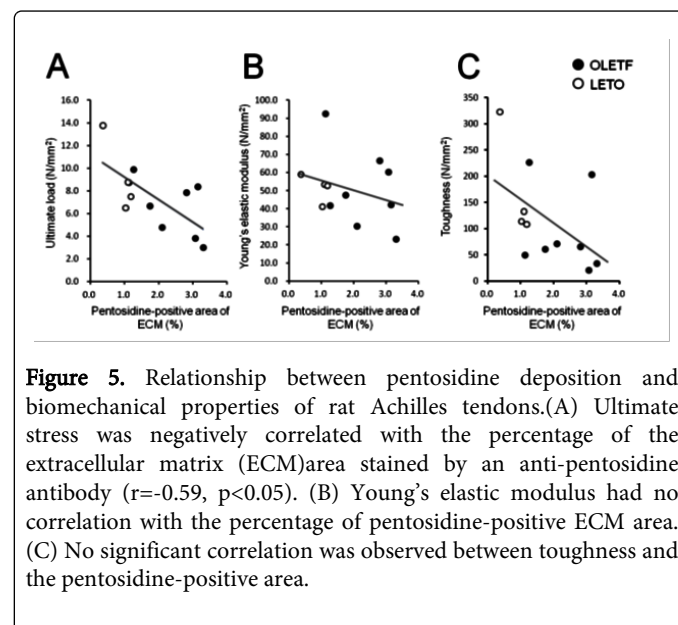 A
B
C
● OLETF
○ LETO
Ultimate load (N/mm²)
16.0
14.0
12.0
10.0
8.0
6.0
4.0
2.0
0.0
0.0 1.0 2.0 3.0 4.0
Pentosidine-positive area of
ECM (%)
Young's elastic modulus (N/mm²)
100.0
90.0
80.0
70.0
60.0
50.0
40.0
30.0
20.0
10.0
0.0
0.0 1.0 2.0 3.0 4.0
Pentosidine-positive area of
ECM (%)
Toughness (N/mm²)
350
300
250
200
150
100
50
0
0.0 1.0 2.0 3.0 4.0
Pentosidine-positive area of
ECM (%)
Figure 5. Relationship between pentosidine deposition and
biomechanical properties of rat Achilles tendons.(A) Ultimate
stress was negatively correlated with the percentage of the
extracellular matrix (ECM)area stained by an anti-pentosidine
antibody (r=-0.59, p<0.05). (B) Young's elastic modulus had no
correlation with the percentage of pentosidine-positive ECM area.
(C) No significant correlation was observed between toughness and
the pentosidine-positive area.